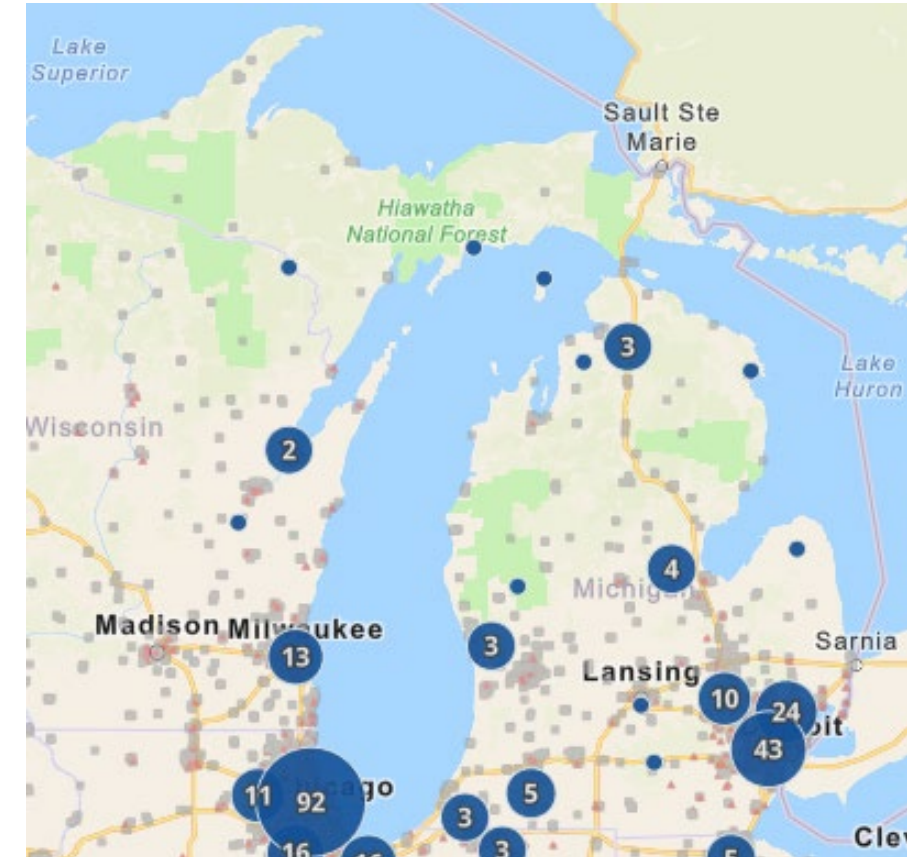 Lake
Superior
Sault Ste
Marie
Hiawatha
National Forest
3
Lake
Huron
Wisconsin
2
4
Michigan
Madison
13
3
Sarnia
Lansing
10
24
43
11
92
5
3
16
3
5